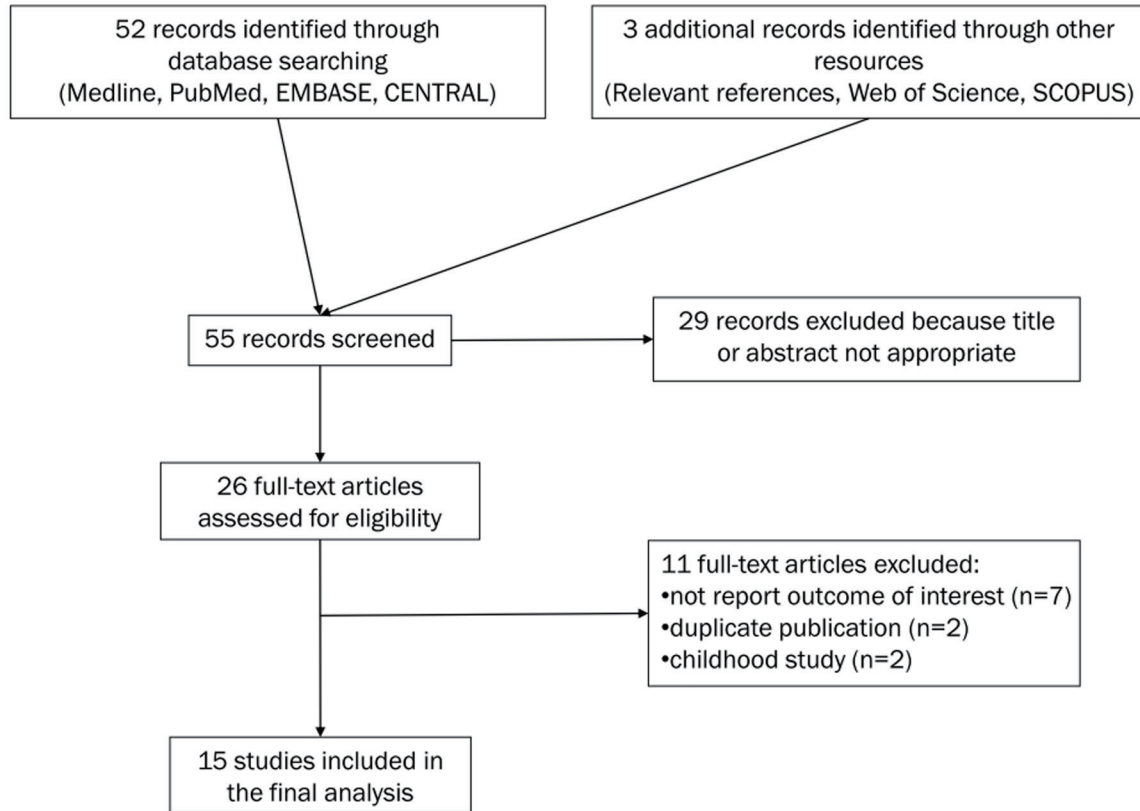 52 records identified through
database searching
(Medline, PubMed, EMBASE, CENTRAL)
3 additional records identified through other
resources
(Relevant references, Web of Science, SCOPUS)
55 records screened
29 records excluded because title
or abstract not appropriate
26 full-text articles
assessed for eligibility
11 full-text articles excluded:
•not report outcome of interest (n=7)
•duplicate publication (n=2)
•childhood study (n=2)
15 studies included in
the final analysis